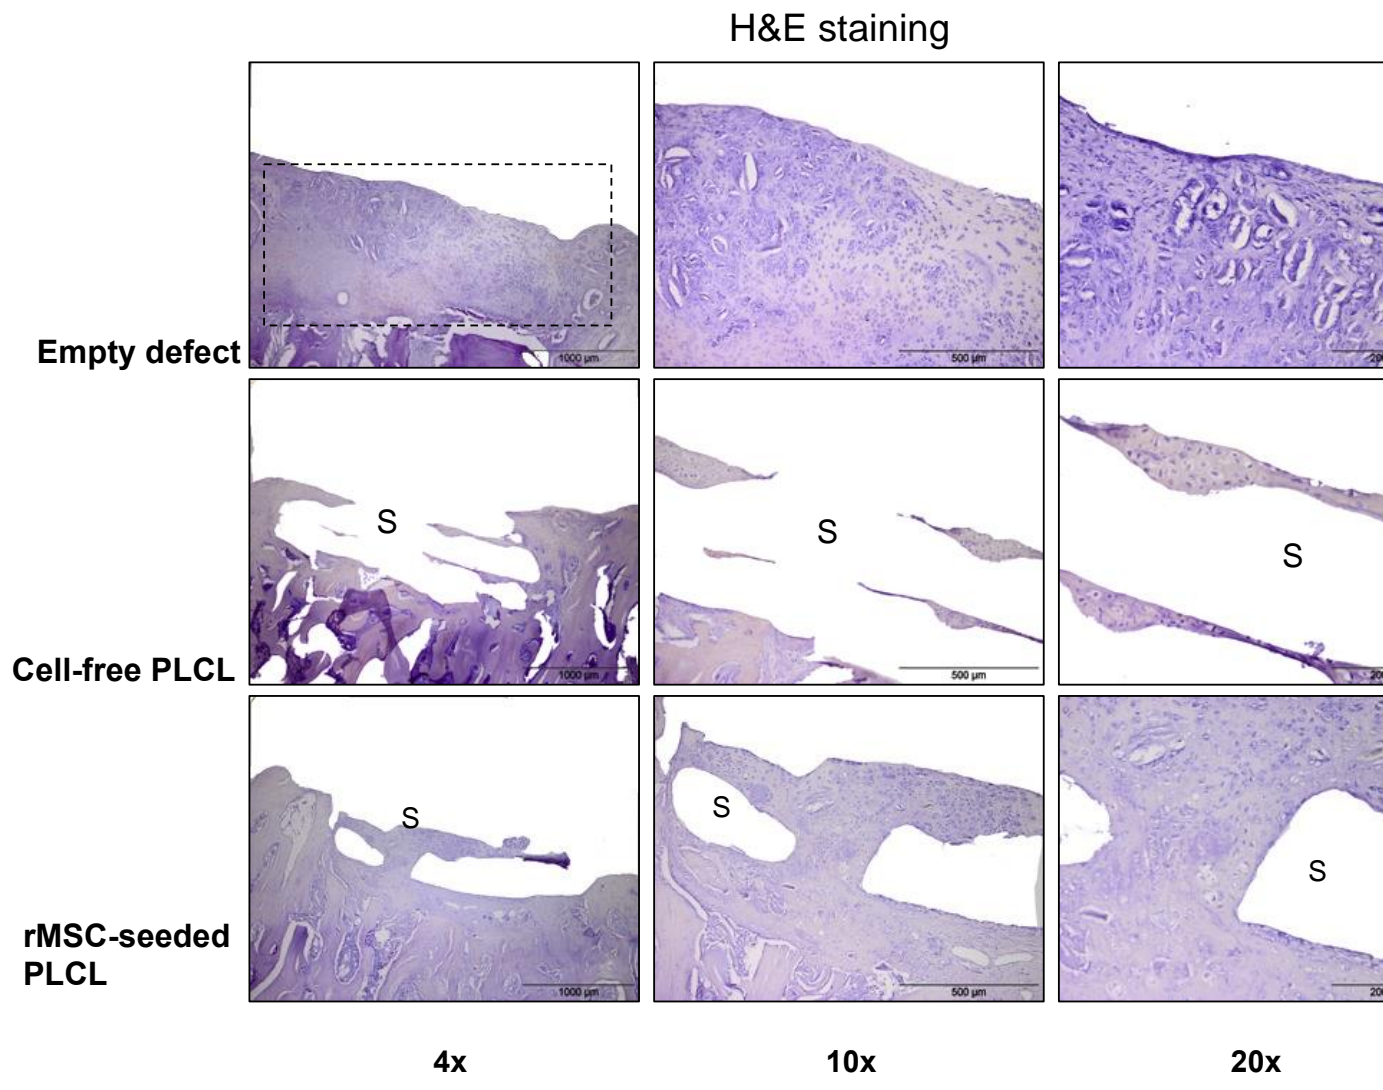 H&E staining
Empty defect
1000 µm
500 µm
Cell-free PLCL
S
S
S
1000 µm
500 µm
rMSC-seeded
PLCL
S
S
S
1000 µm
500 µm
4x
10x
20x